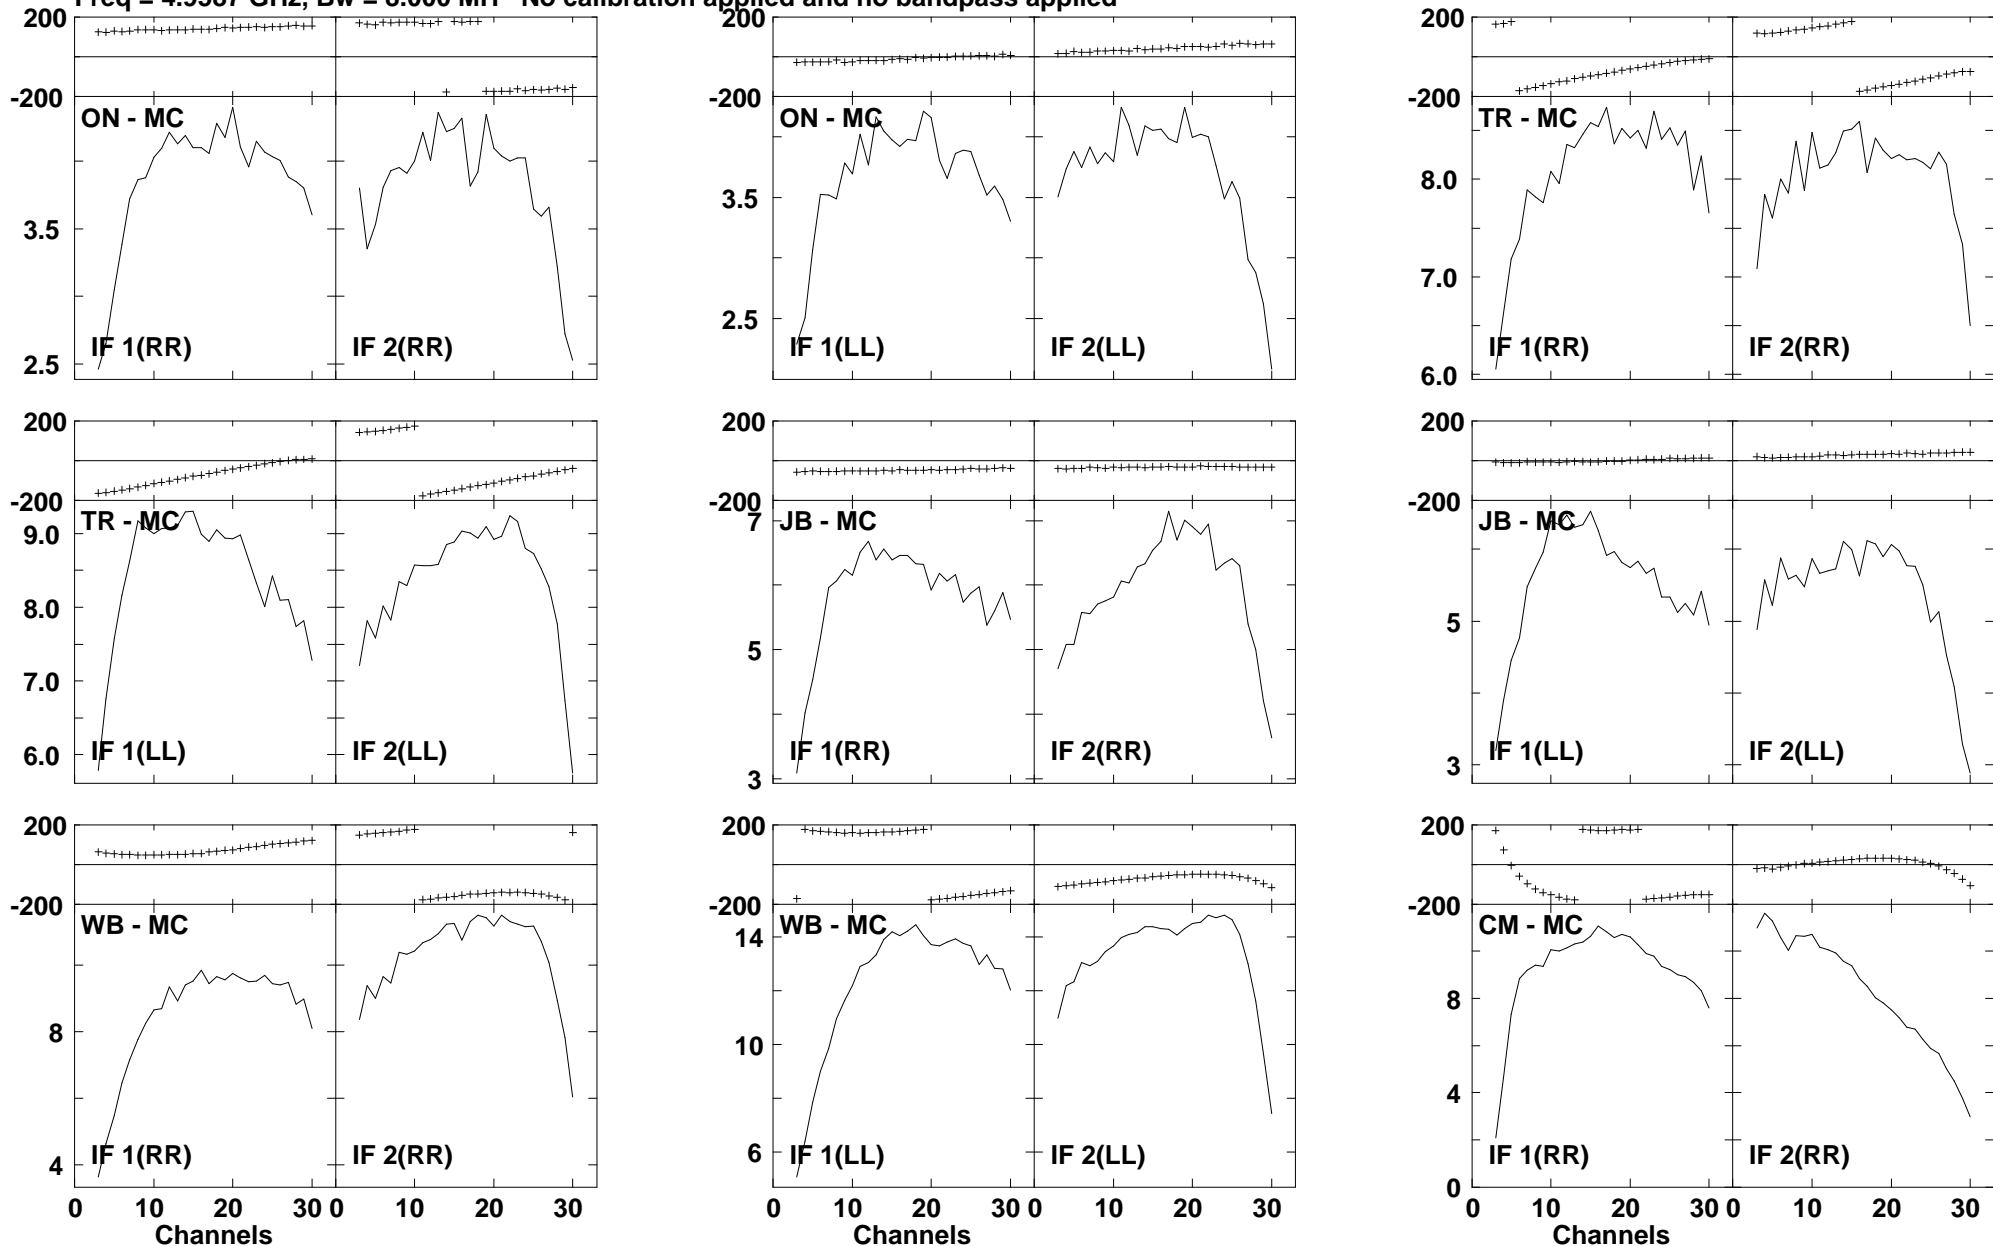 Freq = 4.9587 GHz, Bw = 8.000 MH No calibration applied and no bandpass applied
200 200 200
-200 -200 -200
ON - MC ON - MC TR - MC
3.5 3.5 8.0
7.0
2.5 2.5 6.0
IF 1(RR) IF 2(RR) IF 1(LL) IF 2(LL) IF 1(RR) IF 2(RR)
200 200 200
-200 -200 -200
TR - MC JB - MC JB - MC
9.0 7
8.0 5 5
7.0
6.0 3 3
IF 1(LL) IF 2(LL) IF 1(RR) IF 2(RR) IF 1(LL) IF 2(LL)
200 200 200
-200 -200 -200
WB - MC WB - MC CM - MC
14
8 10 8
4 6 4
IF 1(RR) IF 2(RR) IF 1(LL) IF 2(LL) IF 1(RR) IF 2(RR)
0
0 10 20 30 0 10 20 30 0 10 20 30 0 10 20 30 0 10 20 30 0 10 20 30
Channels Channels Channels